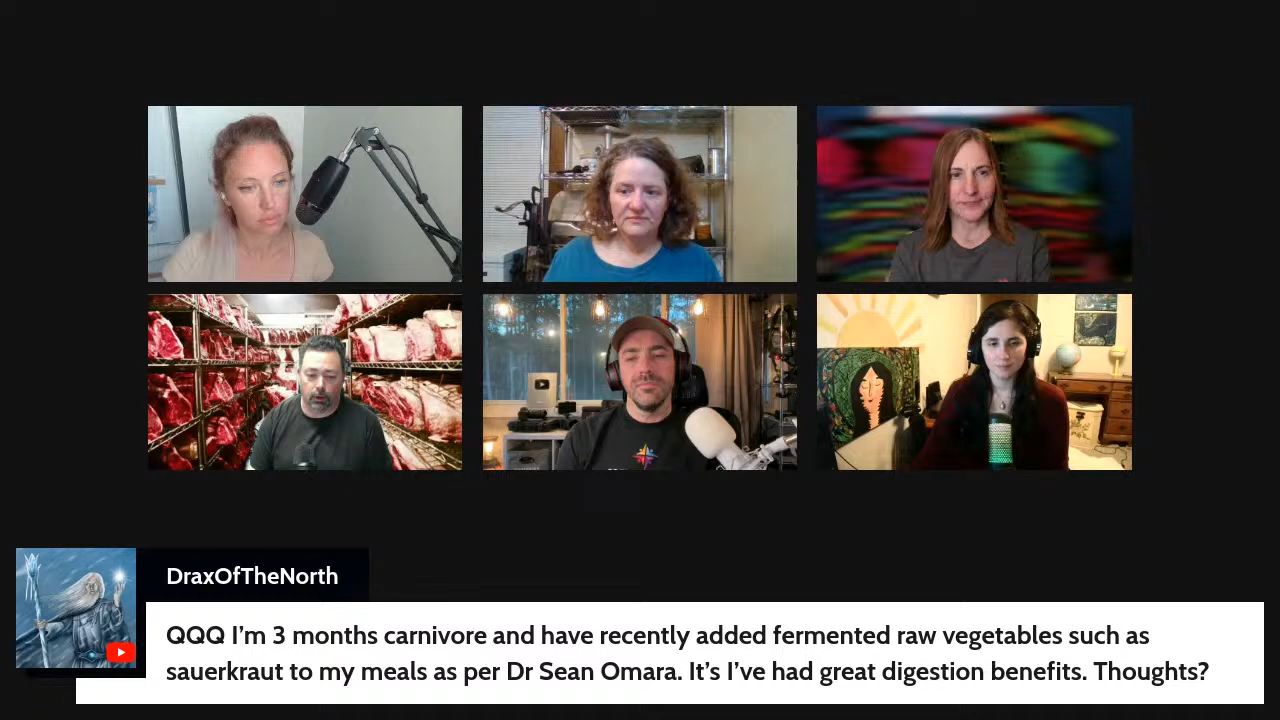 DraxOfTheNorth
QQQ I'm 3 months carnivore and have recently added fermented raw vegetables such as
sauerkraut to my meals as per Dr Sean Omara. It's I've had great digestion benefits. Thoughts?